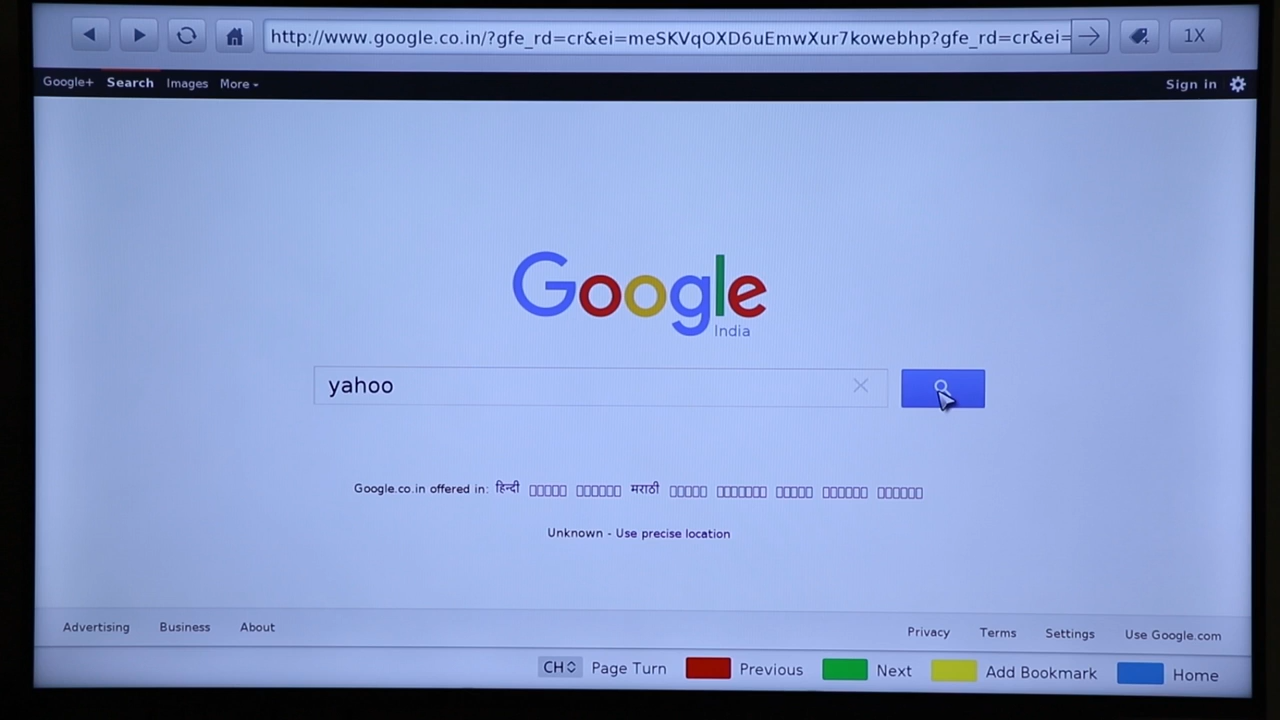 http://www.google.co.in/?gfe_rd=cr&ei=meSKVqOXD6uEmwXur7kowebhp?gfe_rd=cr&ei= 1X
Google+ Search Images More Sign in
Google
India
yahoo
Google.co.in offered in: हिन्दी मराठी
Unknown - Use precise location
Advertising Business About Privacy Terms Settings Use Google.com
CH Page Turn Previous Next Add Bookmark Home